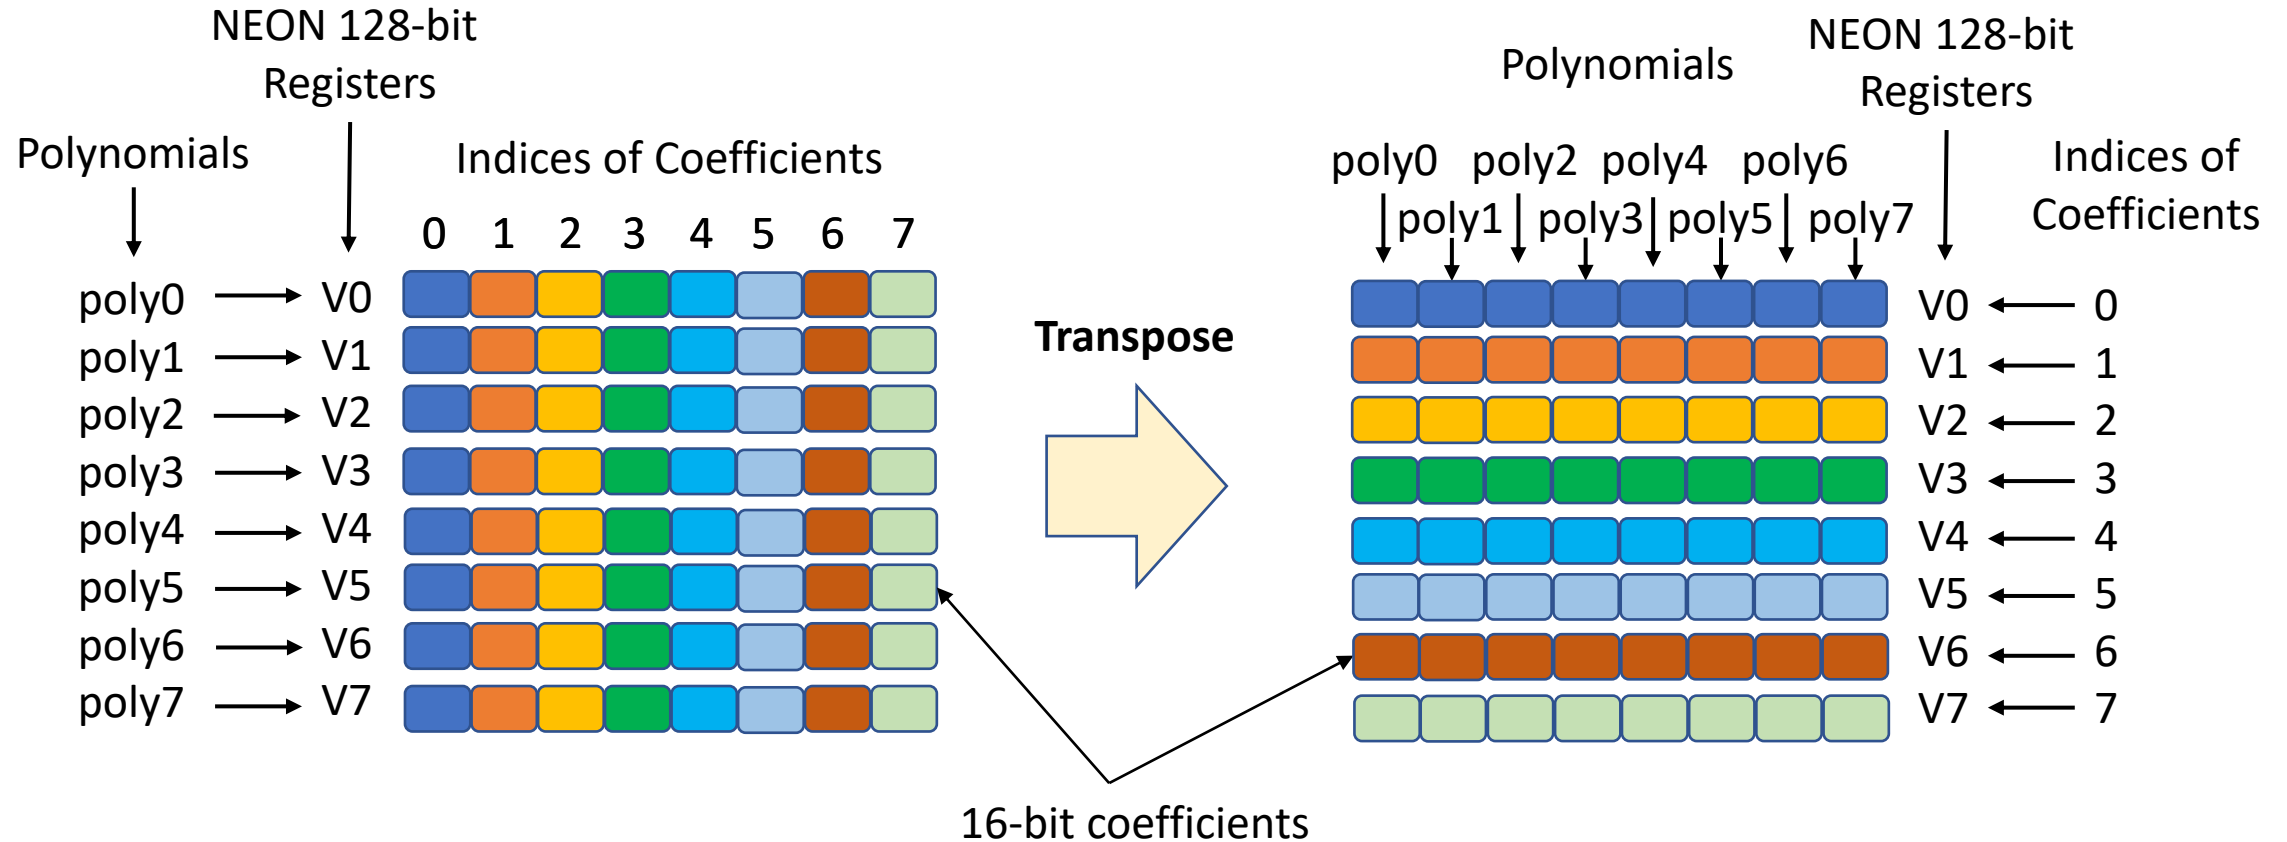 NEON 128-bit
Registers
Polynomials
Indices of Coefficients
0 1 2 3 4 5 6 7
poly0 V0
poly1 V1
poly2 V2
poly3 V3
poly4 V4
poly5 V5
poly6 V6
poly7 V7
Transpose
16-bit coefficients
Polynomials
NEON 128-bit
Registers
Indices of
Coefficients
poly0 poly2 poly4 poly6
poly1 poly3 poly5 poly7
V0 0
V1 1
V2 2
V3 3
V4 4
V5 5
V6 6
V7 7